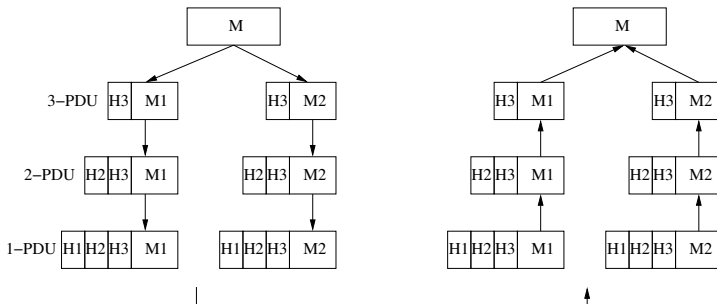 M M
3-PDU H3 M1 H3 M2 H3 M1 H3 M2
2-PDU H2 H3 M1 H2 H3 M2 H2 H3 M1 H2 H3 M2
1-PDU H1 H2 H3 M1 H1 H2 H3 M2 H1 H2 H3 M1 H1 H2 H3 M2